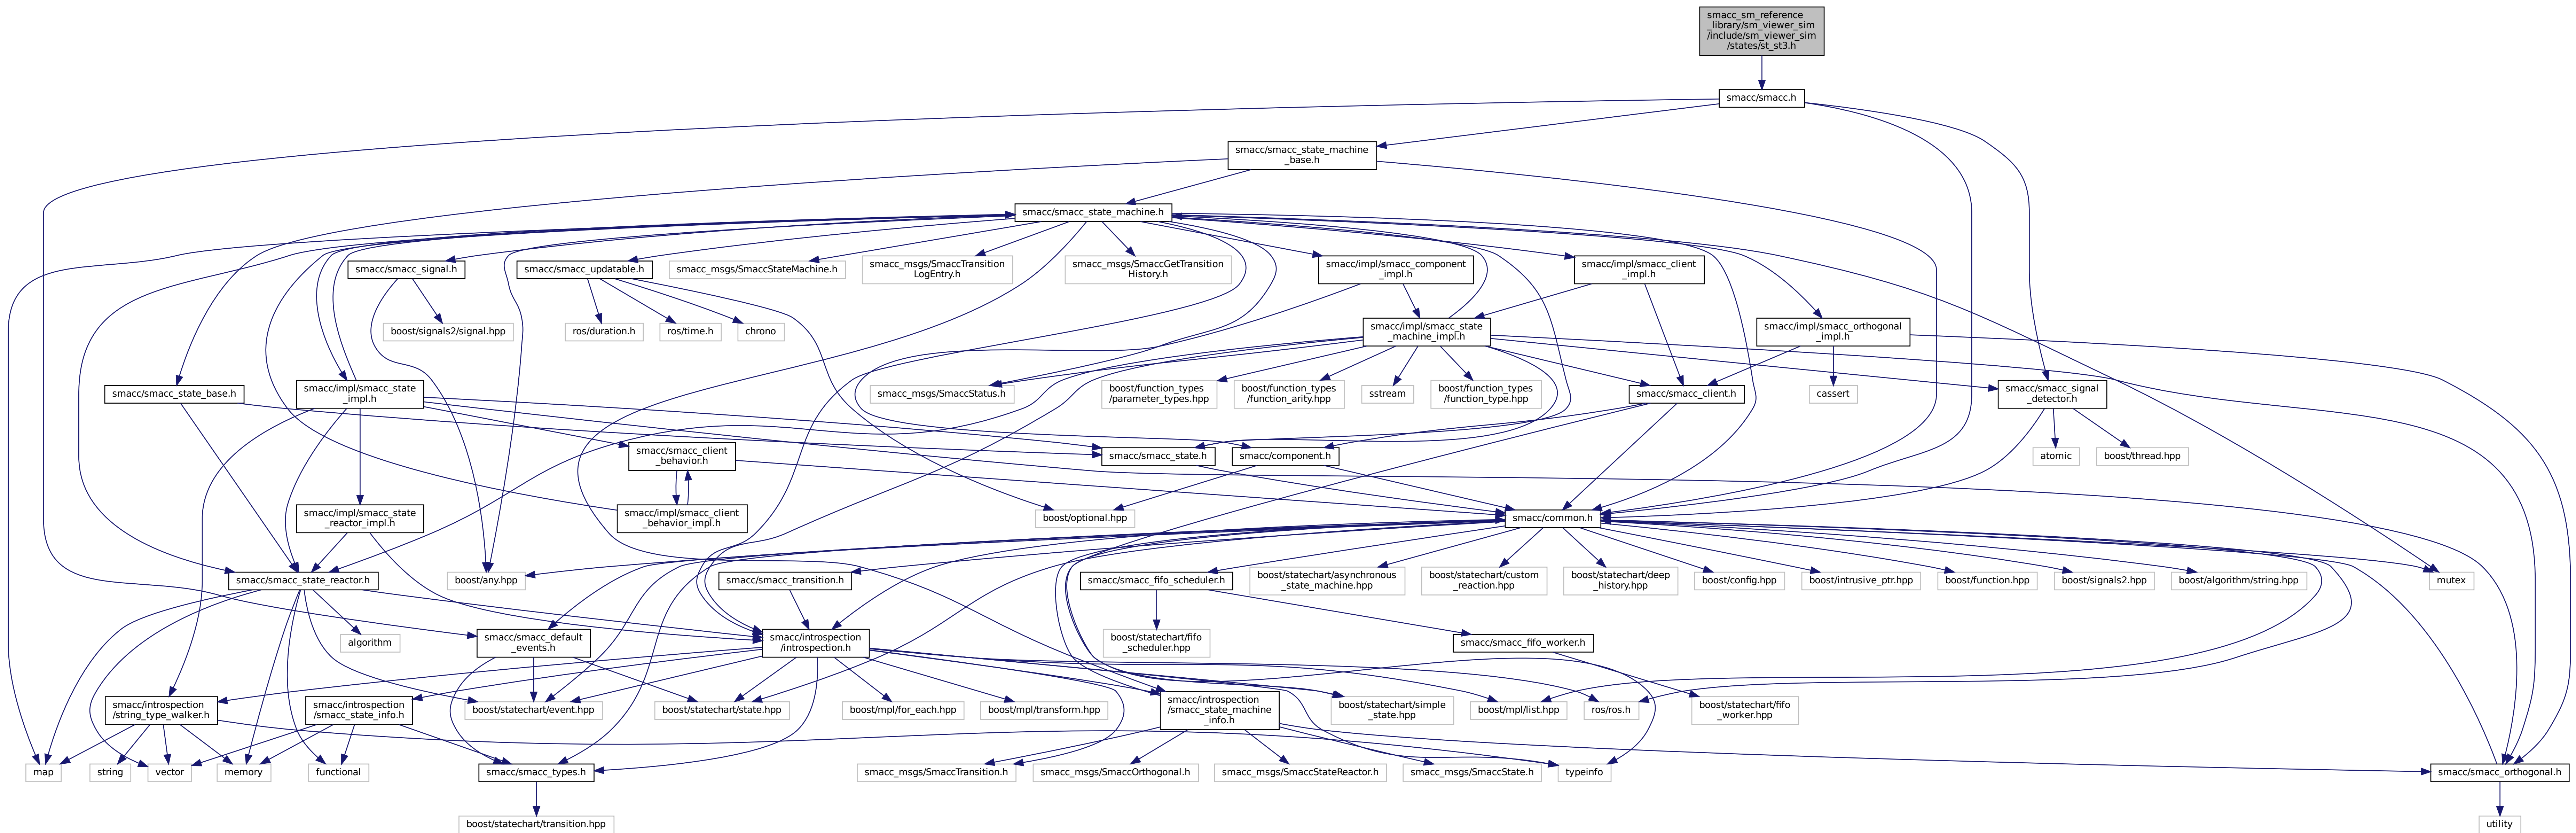 smacc_sm_reference
_library/sm_viewer_sim
/include/sm_viewer_sim
/states/st_st3.h
smacc/smacc.h
smacc/smacc_state_machine
_base.h
smacc/smacc_state_machine.h
smacc/smacc_signal.h
smacc/smacc_updatable.h
smacc_msgs/SmaccStateMachine.h
smacc_msgs/SmaccTransition
LogEntry.h
smacc_msgs/SmaccGetTransition
History.h
smacc/impl/smacc_component
_impl.h
smacc/impl/smacc_client
_impl.h
boost/signals2/signal.hpp
ros/duration.h
ros/time.h
chrono
smacc/impl/smacc_state
_machine_impl.h
smacc/impl/smacc_orthogonal
_impl.h
smacc/smacc_state_base.h
smacc/impl/smacc_state
_impl.h
smacc_msgs/SmaccStatus.h
boost/function_types
/parameter_types.hpp
boost/function_types
/function_arity.hpp
sstream
boost/function_types
/function_type.hpp
smacc/smacc_client.h
cassert
smacc/smacc_signal
_detector.h
smacc/smacc_client
_behavior.h
smacc/smacc_state.h
smacc/component.h
atomic
boost/thread.hpp
smacc/impl/smacc_state
_reactor_impl.h
smacc/impl/smacc_client
_behavior_impl.h
boost/optional.hpp
smacc/common.h
smacc/smacc_state_reactor.h
boost/any.hpp
smacc/smacc_transition.h
smacc/smacc_fifo_scheduler.h
boost/statechart/asynchronous
_state_machine.hpp
boost/statechart/custom
_reaction.hpp
boost/statechart/deep
_history.hpp
boost/config.hpp
boost/intrusive_ptr.hpp
boost/function.hpp
boost/signals2.hpp
boost/algorithm/string.hpp
mutex
algorithm
smacc/smacc_default
_events.h
smacc/introspection
/introspection.h
boost/statechart/fifo
_scheduler.hpp
smacc/smacc_fifo_worker.h
smacc/introspection
/string_type_walker.h
smacc/introspection
/smacc_state_info.h
boost/statechart/event.hpp
boost/statechart/state.hpp
boost/mpl/for_each.hpp
boost/mpl/transform.hpp
smacc/introspection
/smacc_state_machine
_info.h
boost/statechart/simple
_state.hpp
boost/mpl/list.hpp
ros/ros.h
boost/statechart/fifo
_worker.hpp
map
string
vector
memory
functional
smacc/smacc_types.h
smacc_msgs/SmaccTransition.h
smacc_msgs/SmaccOrthogonal.h
smacc_msgs/SmaccStateReactor.h
smacc_msgs/SmaccState.h
typeinfo
smacc/smacc_orthogonal.h
boost/statechart/transition.hpp
utility